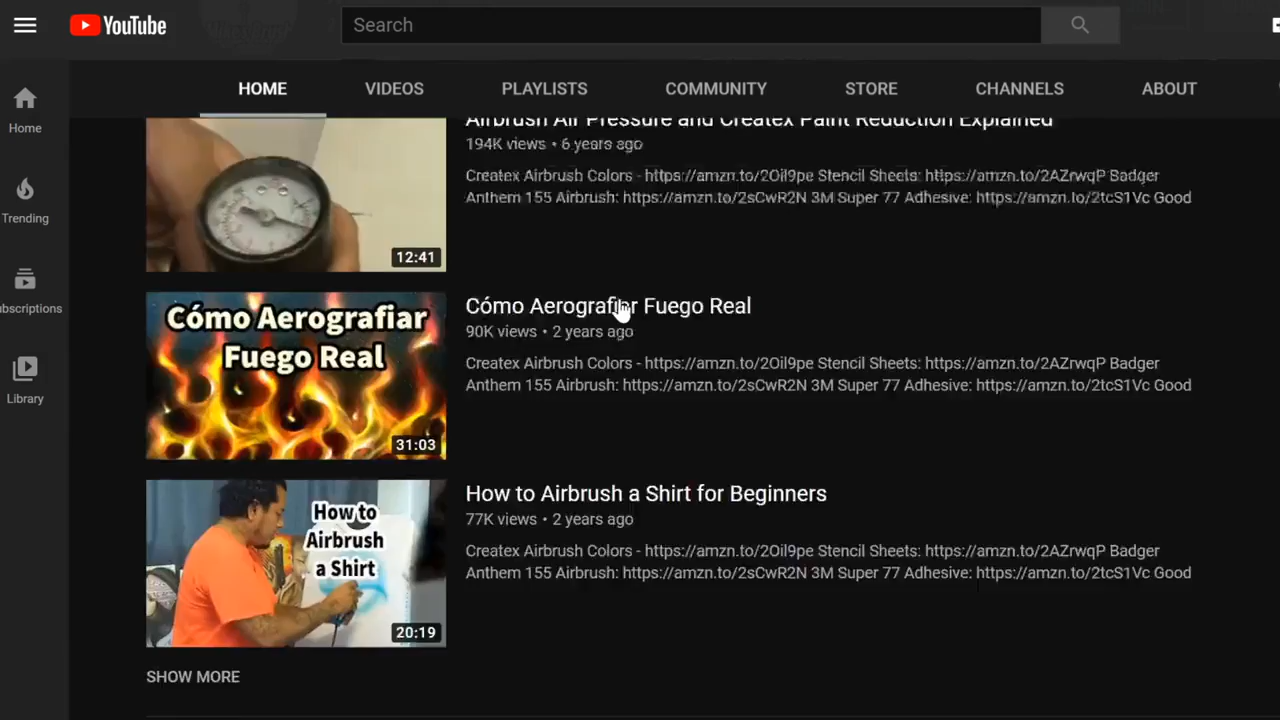 YouTube
Search
HOME VIDEOS PLAYLISTS COMMUNITY STORE CHANNELS ABOUT
Home
Trending
bscriptions
Library
Airbrush Air Pressure and Createx Paint Reduction Explained
194K views • 6 years ago
Createx Airbrush Colors - https://amzn.to/2Oil9pe Stencil Sheets: https://amzn.to/2AZrwqP Badger
Anthem 155 Airbrush: https://amzn.to/2sCwR2N 3M Super 77 Adhesive: https://amzn.to/2tcS1Vc Good
12:41
Cómo Aerografiar
Fuego Real
31:03
Cómo Aerografiar Fuego Real
90K views • 2 years ago
Createx Airbrush Colors - https://amzn.to/2Oil9pe Stencil Sheets: https://amzn.to/2AZrwqP Badger
Anthem 155 Airbrush: https://amzn.to/2sCwR2N 3M Super 77 Adhesive: https://amzn.to/2tcS1Vc Good
How to
Airbrush
a Shirt
20:19
How to Airbrush a Shirt for Beginners
77K views • 2 years ago
Createx Airbrush Colors - https://amzn.to/2Oil9pe Stencil Sheets: https://amzn.to/2AZrwqP Badger
Anthem 155 Airbrush: https://amzn.to/2sCwR2N 3M Super 77 Adhesive: https://amzn.to/2tcS1Vc Good
SHOW MORE